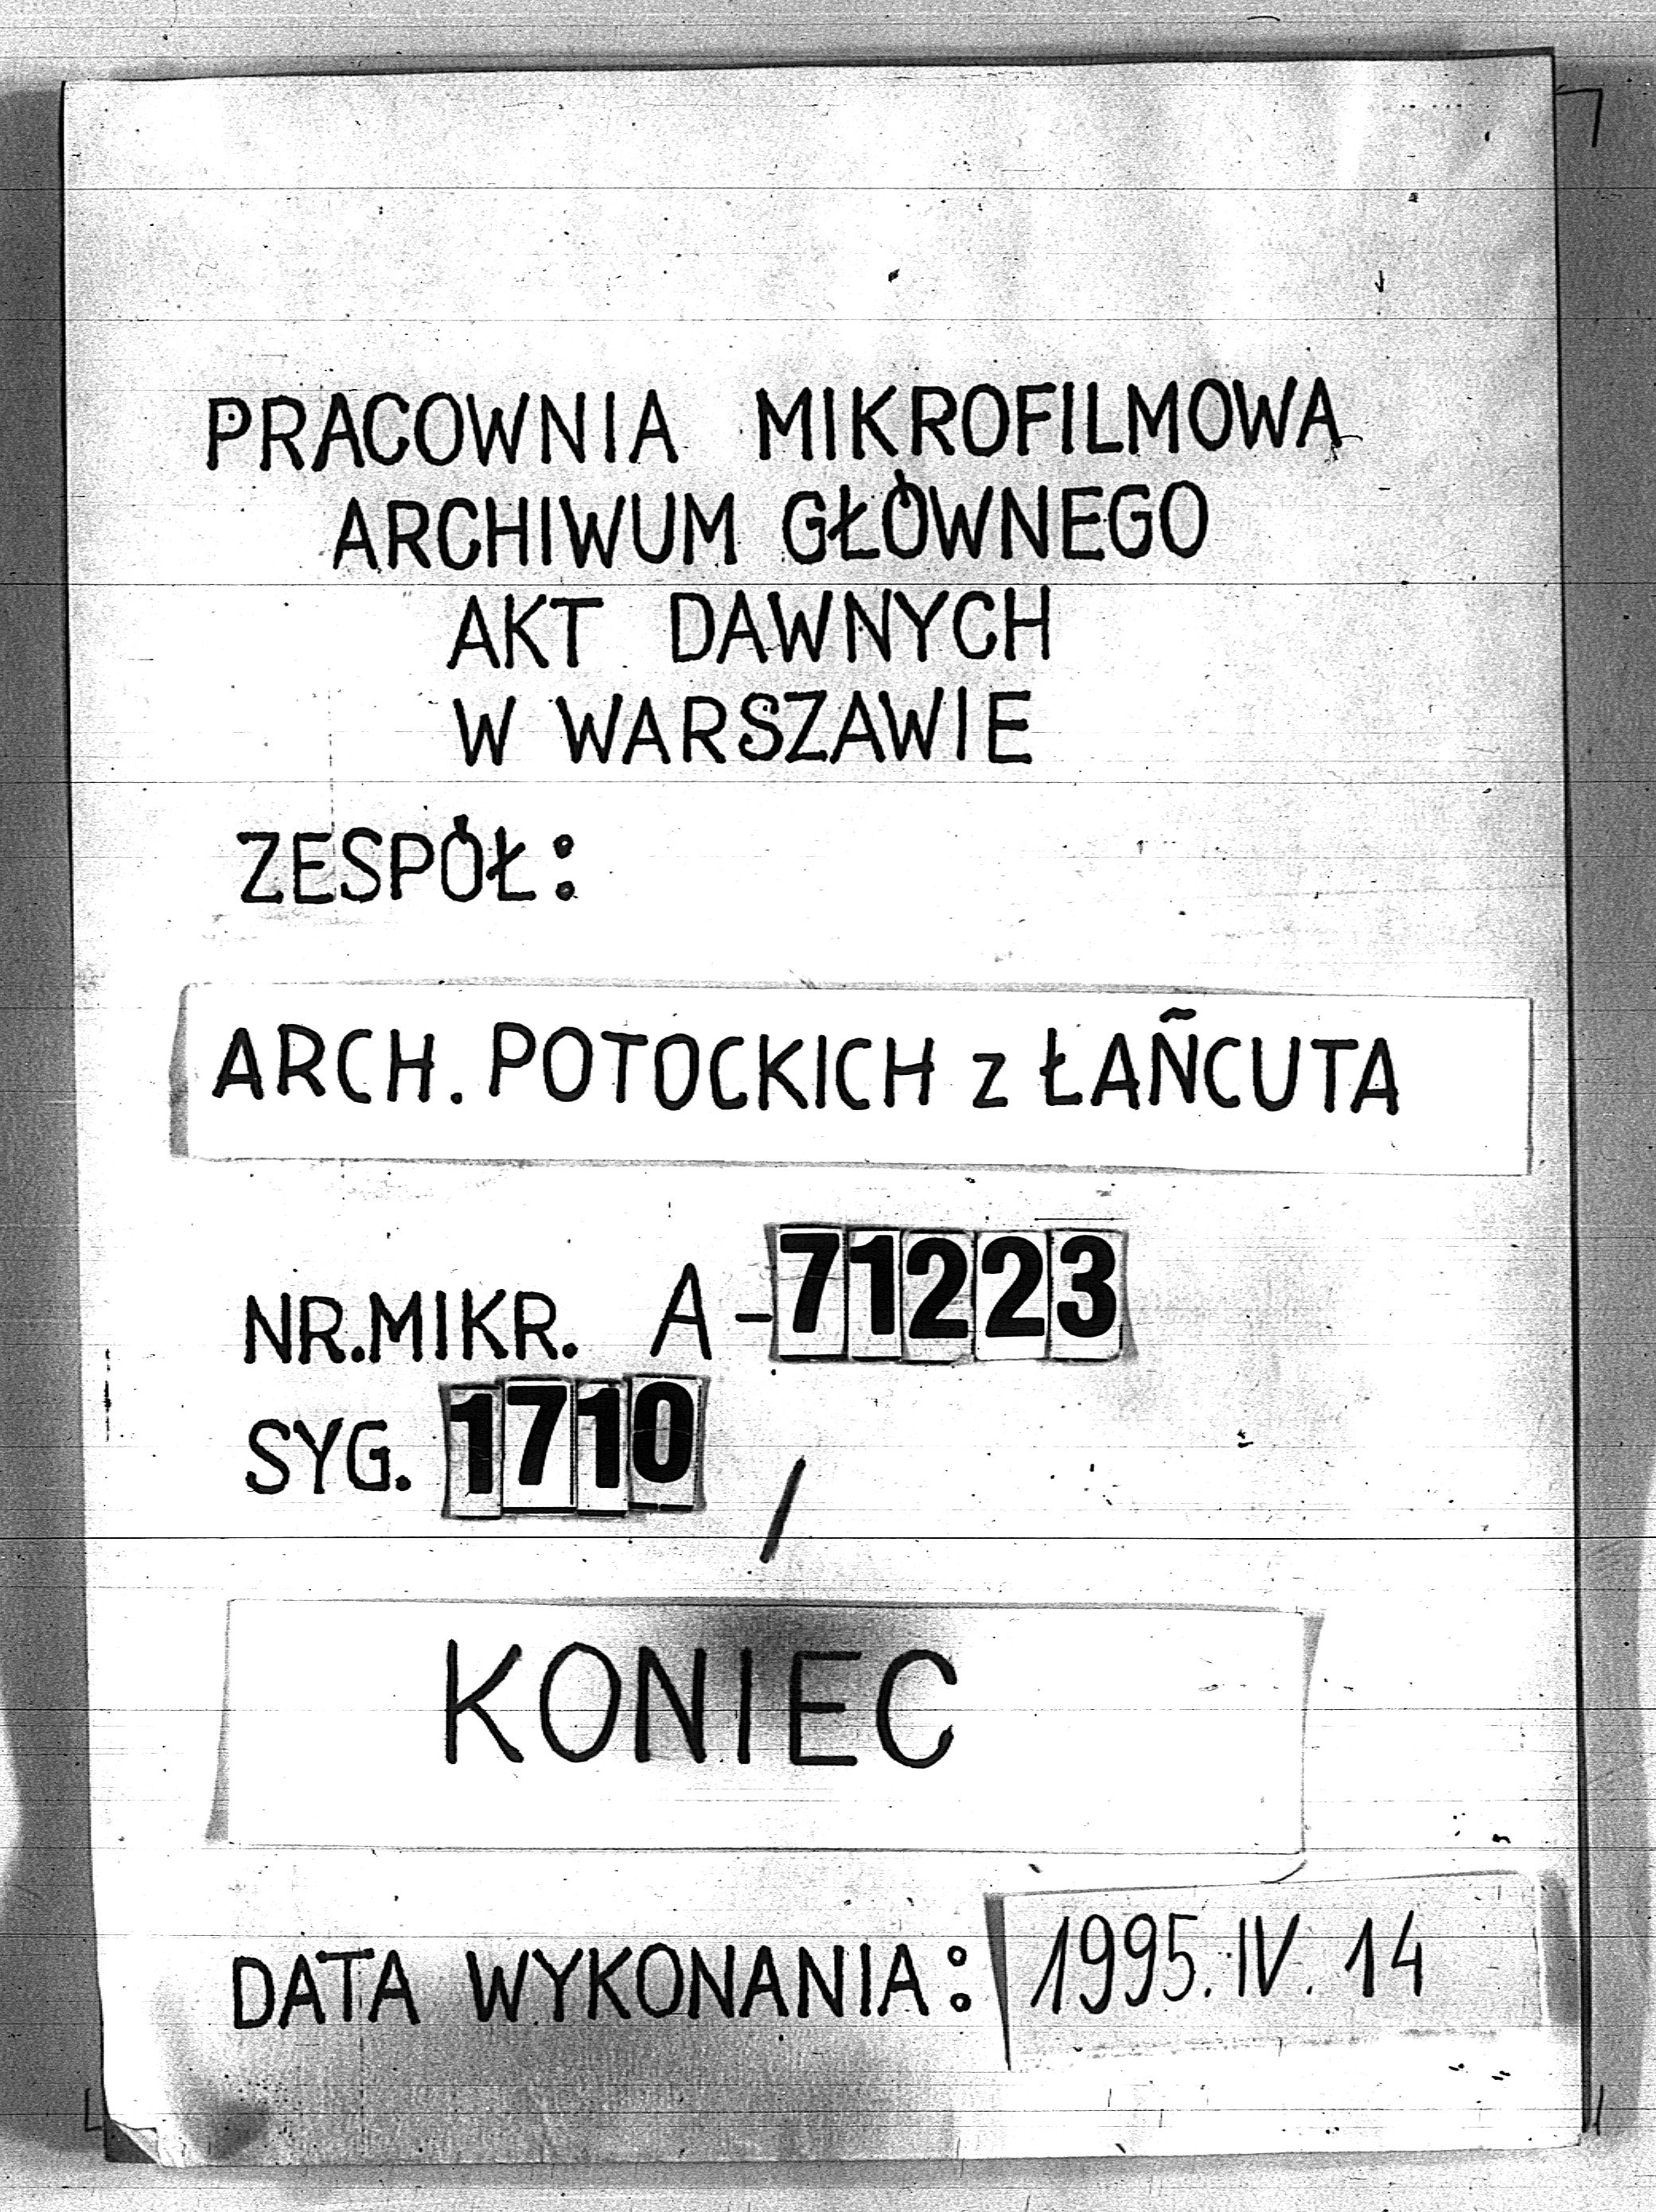 PRACOWNIA MIKROFILMOWA
ARCHIWUM GŁÓWNEGO
AKT DAWNYCH
W WARSZAWIE
ZESPÓŁ:
ARCH. POTOCKICH z ŁAŃCUTA
NR. MIKR. A-71223
SYG. 1710 /
KONIEC
DATA WYKONANIA: 1995.IV.14